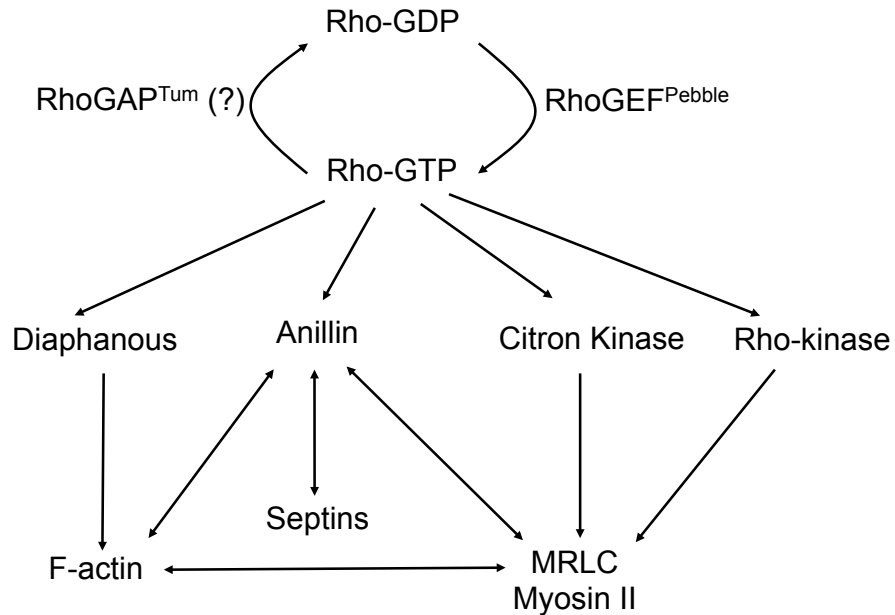 Rho-GDP
RhoGAPTum (?)
RhoGEFPebble
Rho-GTP
Diaphanous
Anillin
Citron Kinase
Rho-kinase
Septins
F-actin
MRLC
Myosin II